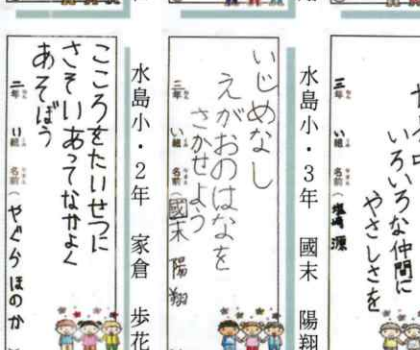 いろいろな仲間に
やさしさを
三年 い組 名前(塩崎 源
水島小・3年 國末 陽翔
いじめなし
えがおのはなを
さかせよう
三年 い組 名前(國末 陽翔
水島小・2年 家倉 歩花
こころをたいせつに
さそいあってなかよく
あそぼう
二年 い組 名前(やぐら ほのか